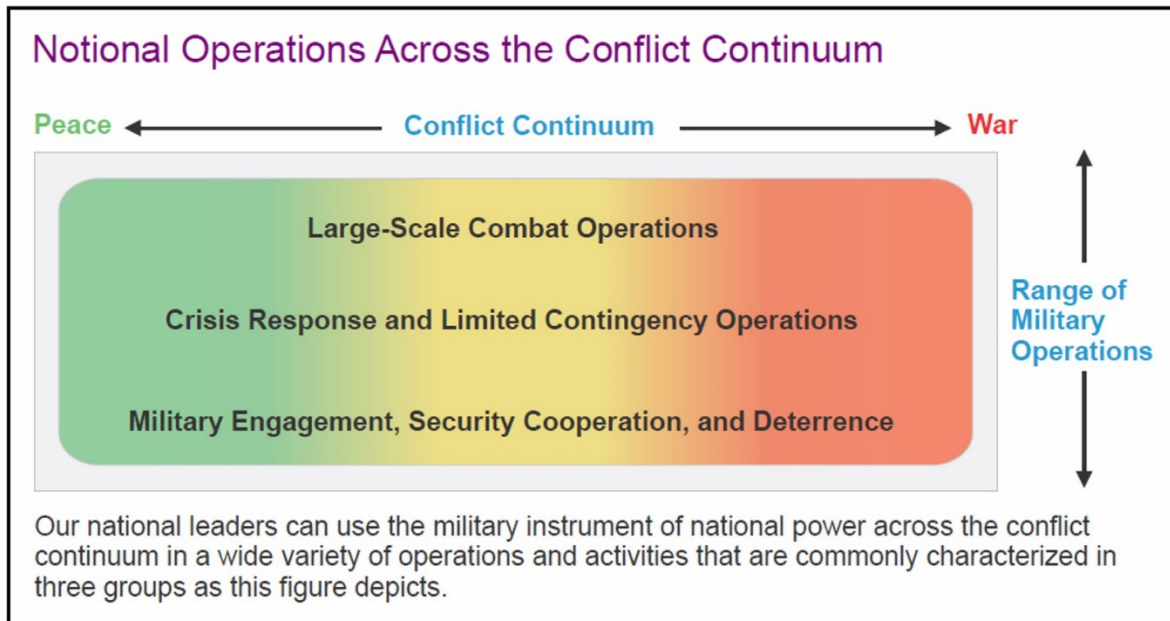 Notional Operations Across the Conflict Continuum
Peace Conflict Continuum War
Large-Scale Combat Operations
Crisis Response and Limited Contingency Operations
Military Engagement, Security Cooperation, and Deterrence
Range of
Military
Operations
Our national leaders can use the military instrument of national power across the conflict
continuum in a wide variety of operations and activities that are commonly characterized in
three groups as this figure depicts.